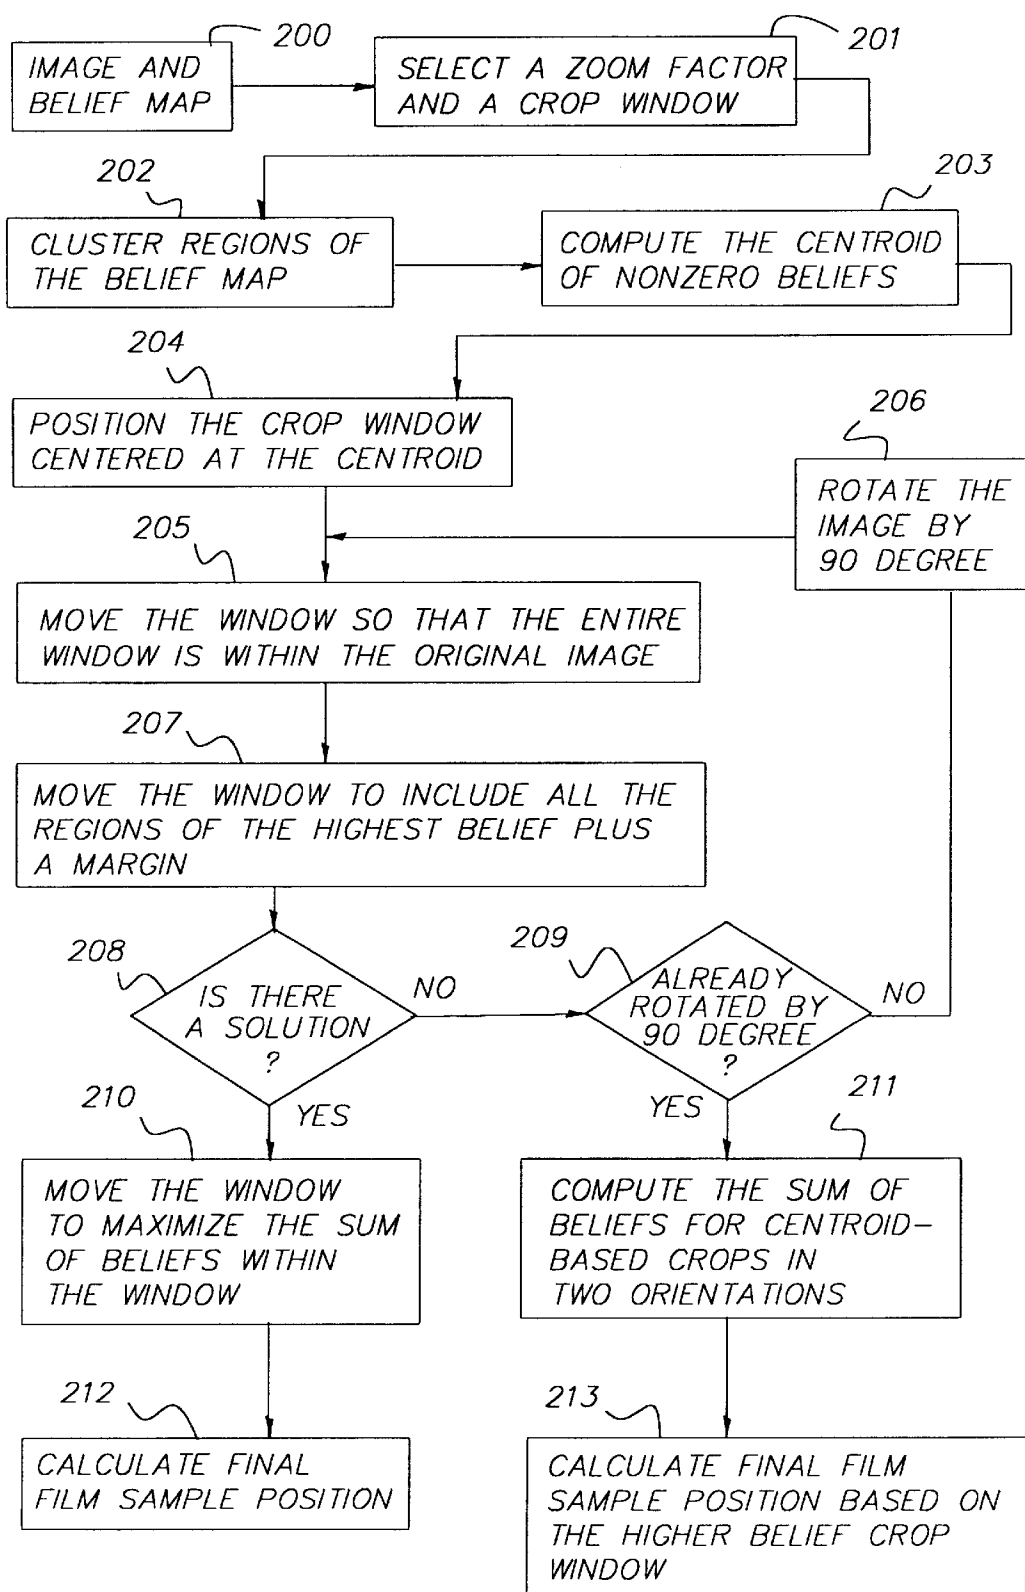 200
IMAGE AND
BELIEF MAP
201
SELECT A ZOOM FACTOR
AND A CROP WINDOW
202
CLUSTER REGIONS OF
THE BELIEF MAP
203
COMPUTE THE CENTROID
OF NONZERO BELIEFS
204
POSITION THE CROP WINDOW
CENTERED AT THE CENTROID
206
ROTATE THE
IMAGE BY
90 DEGREE
205
MOVE THE WINDOW SO THAT THE ENTIRE
WINDOW IS WITHIN THE ORIGINAL IMAGE
207
MOVE THE WINDOW TO INCLUDE ALL THE
REGIONS OF THE HIGHEST BELIEF PLUS
A MARGIN
208
IS THERE
A SOLUTION
?
NO
YES
209
ALREADY
ROTATED BY
90 DEGREE
?
NO
YES
210
MOVE THE WINDOW
TO MAXIMIZE THE SUM
OF BELIEFS WITHIN
THE WINDOW
211
COMPUTE THE SUM OF
BELIEFS FOR CENTROID-
BASED CROPS IN
TWO ORIENTATIONS
212
CALCULATE FINAL
FILM SAMPLE POSITION
213
CALCULATE FINAL FILM
SAMPLE POSITION BASED ON
THE HIGHER BELIEF CROP
WINDOW